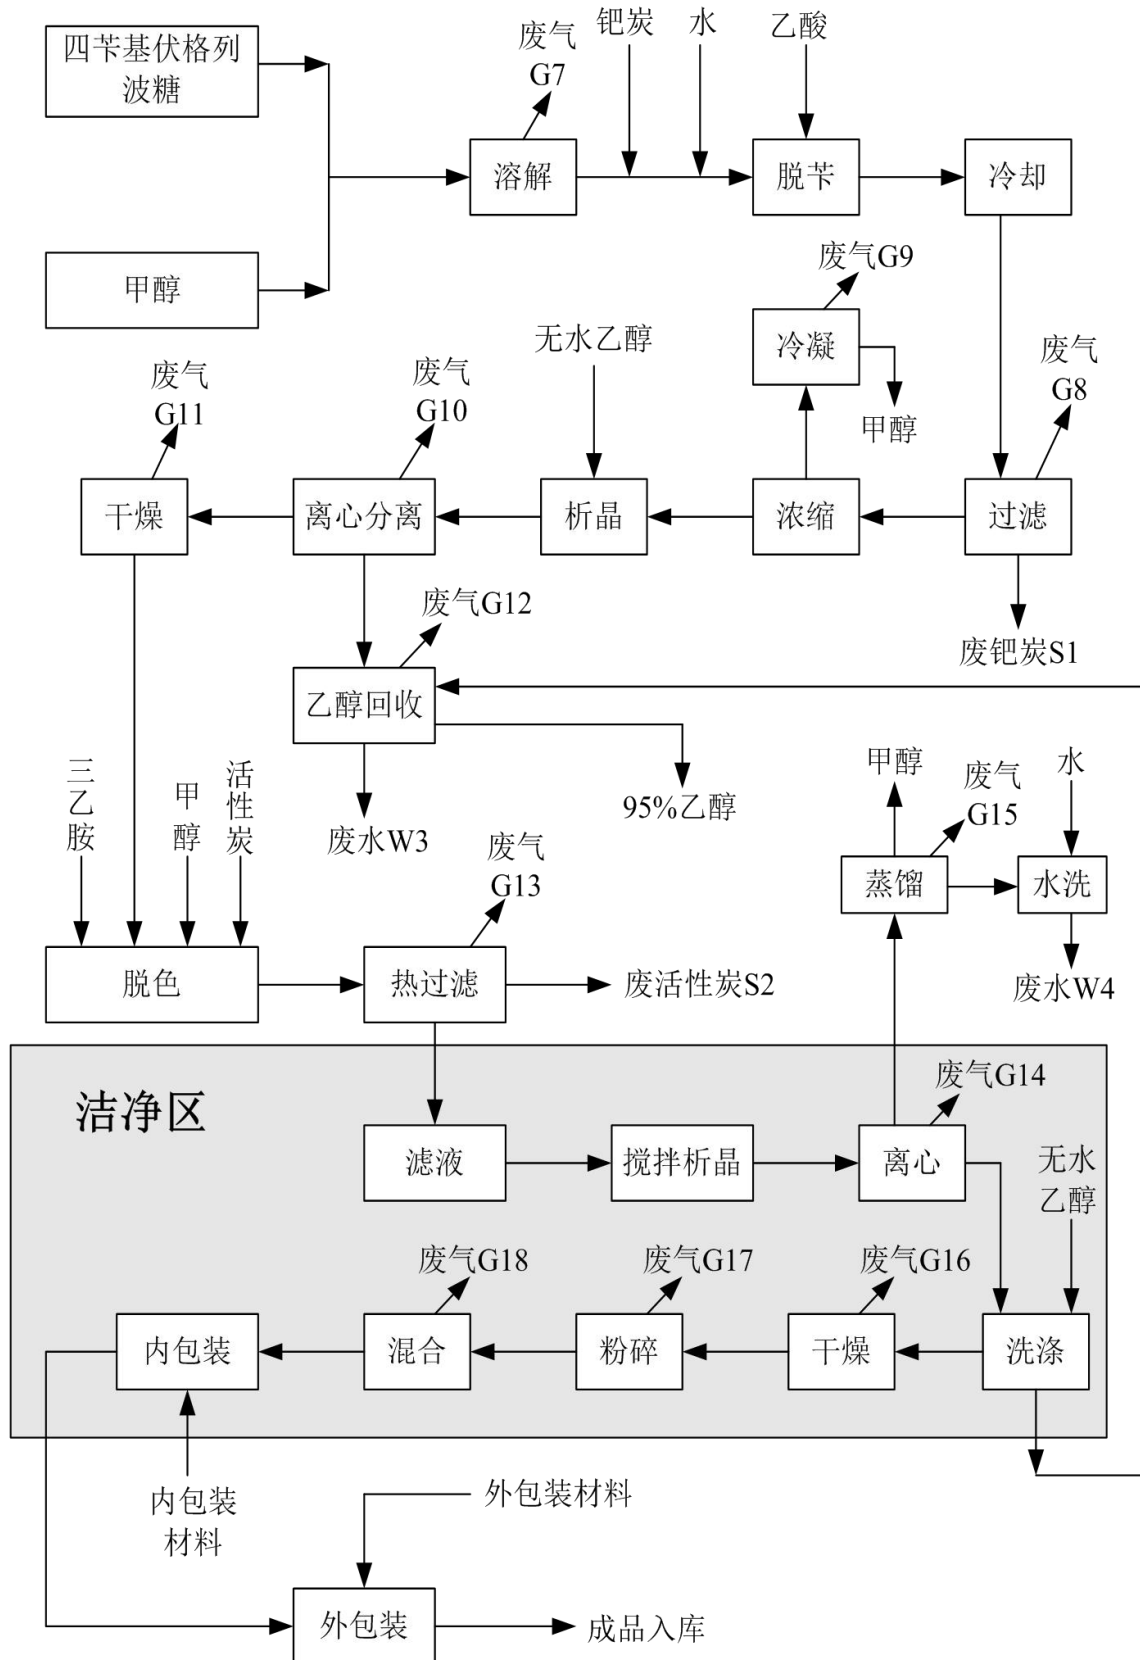 四苄基伏格列
波糖
废气
G7
钯炭
水
乙酸
溶解
脱苄
冷却
甲醇
废气G9
无水乙醇
冷凝
废气
G8
废气
G10
废气
G11
甲醇
干燥
离心分离
析晶
浓缩
过滤
废气G12
废钯炭S1
乙醇回收
三乙胺
甲醇
活性炭
95%乙醇
废水W3
甲醇
废气
G15
水
废气
G13
蒸馏
水洗
脱色
热过滤
废活性炭S2
废水W4
洁净区
废气G14
滤液
搅拌析晶
离心
无水
乙醇
废气G18
废气G17
废气G16
内包装
混合
粉碎
干燥
洗涤
内包装
材料
外包装材料
外包装
成品入库